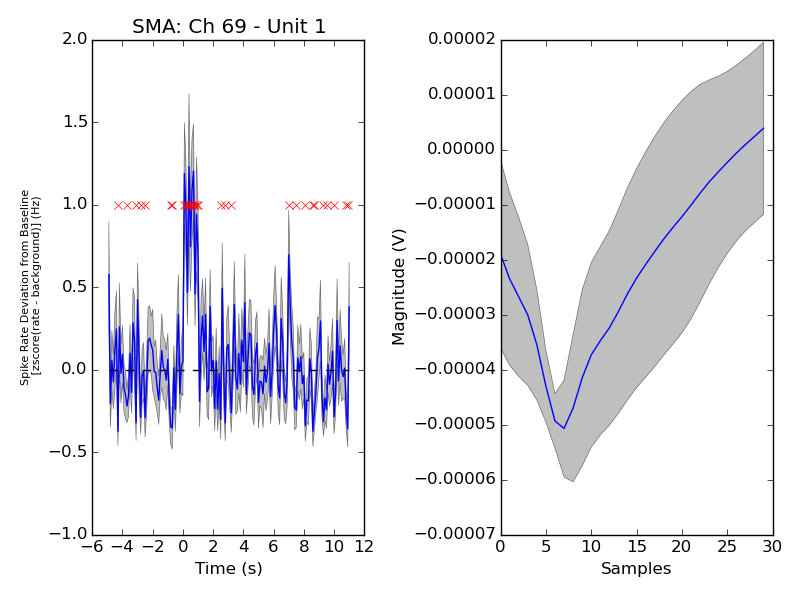 SMA: Ch 69 - Unit 1
Spike Rate Deviation from Baseline
[zscore(rate - background)] (Hz)
2.0
1.5
1.0
0.5
0.0
−0.5
−1.0
−6 −4 −2 0 2 4 6 8 10 12
Time (s)
Magnitude (V)
0.00002
0.00001
0.00000
−0.00001
−0.00002
−0.00003
−0.00004
−0.00005
−0.00006
−0.00007
0 5 10 15 20 25 30
Samples